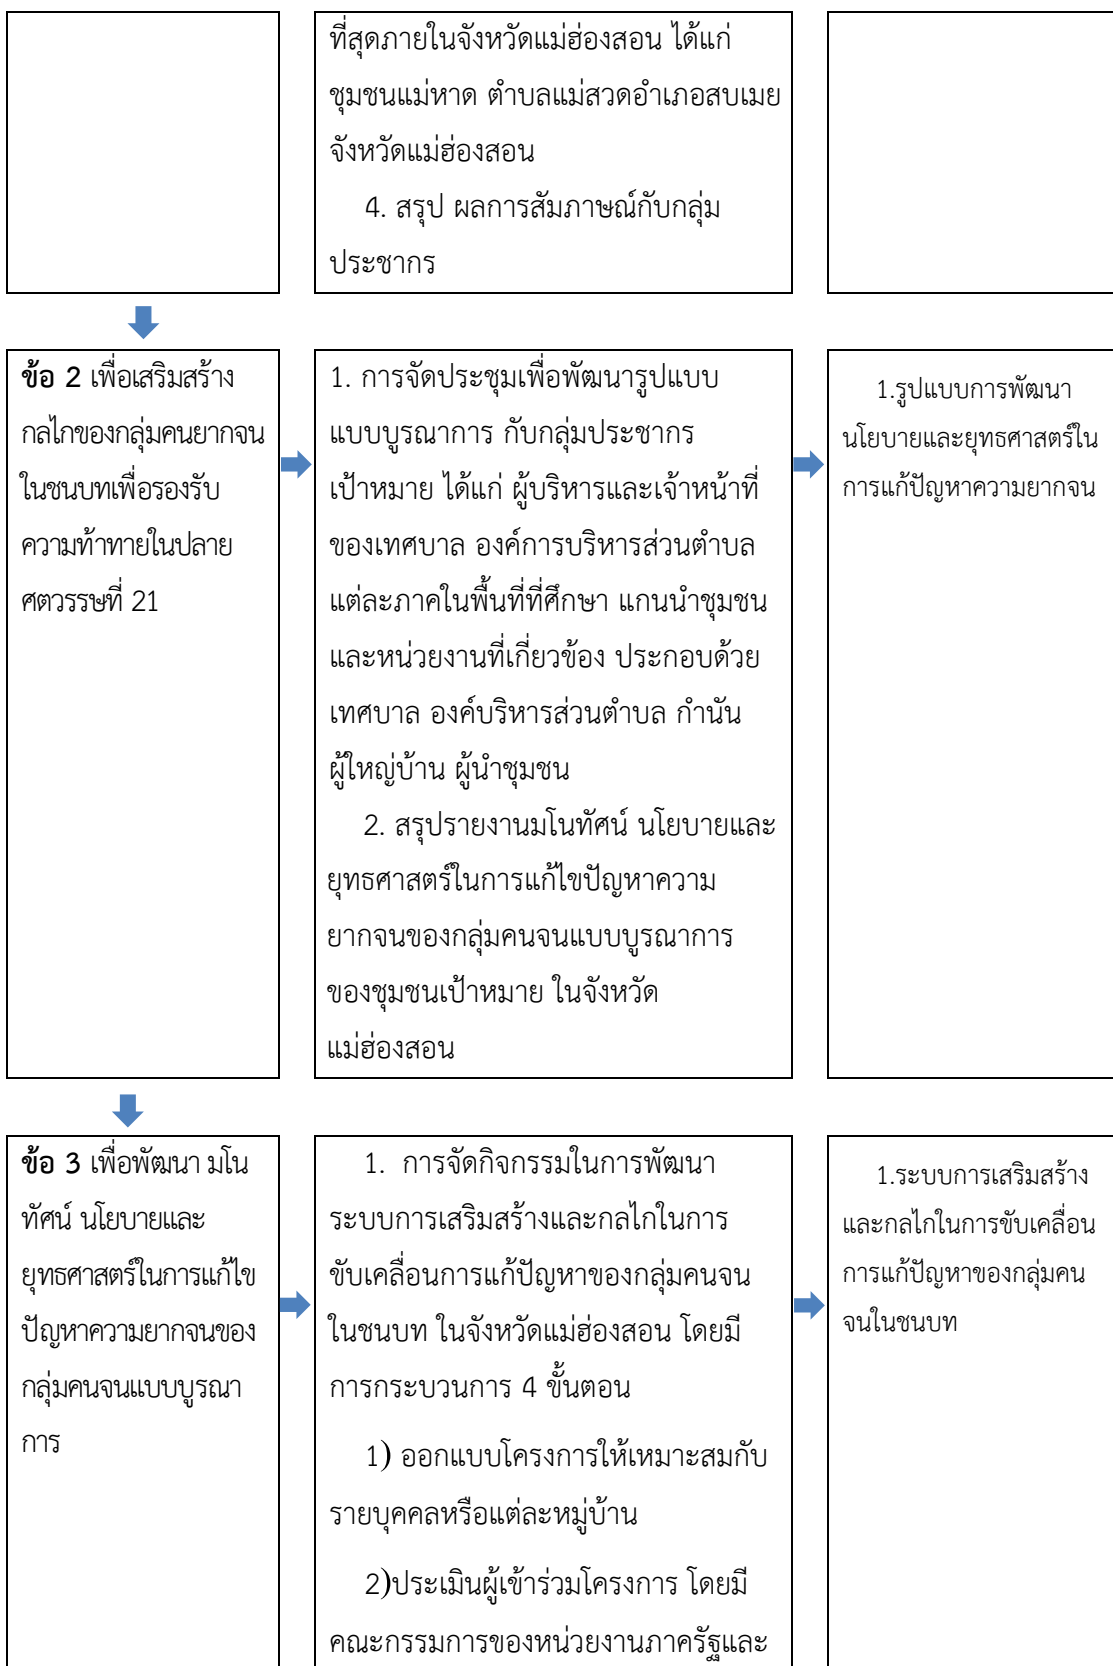 ที่สุดภายในจังหวัดแม่ฮ่องสอน ได้แก่
ชุมชนแม่หาด ตำบลแม่สวดอำเภอสบเมย
จังหวัดแม่ฮ่องสอน
4. สรุป ผลการสัมภาษณ์กับกลุ่ม
ประชากร
ข้อ 2 เพื่อเสริมสร้าง
กลไกของกลุ่มคนยากจน
ในชนบทเพื่อรองรับ
ความท้าทายในปลาย
ศตวรรษที่ 21
1. การจัดประชุมเพื่อพัฒนารูปแบบ
แบบบูรณาการ กับกลุ่มประชากร
เป้าหมาย ได้แก่ ผู้บริหารและเจ้าหน้าที่
ของเทศบาล องค์การบริหารส่วนตำบล
แต่ละภาคในพื้นที่ที่ศึกษา แกนนำชุมชน
และหน่วยงานที่เกี่ยวข้อง ประกอบด้วย
เทศบาล องค์บริหารส่วนตำบล กำนัน
ผู้ใหญ่บ้าน ผู้นำชุมชน
2. สรุปรายงานมโนทัศน์ นโยบายและ
ยุทธศาสตร์ในการแก้ไขปัญหาความ
ยากจนของกลุ่มคนจนแบบบูรณาการ
ของชุมชนเป้าหมาย ในจังหวัด
แม่ฮ่องสอน
1.รูปแบบการพัฒนา
นโยบายและยุทธศาสตร์ใน
การแก้ปัญหาความยากจน
ข้อ 3 เพื่อพัฒนา มโน
ทัศน์ นโยบายและ
ยุทธศาสตร์ในการแก้ไข
ปัญหาความยากจนของ
กลุ่มคนจนแบบบูรณา
การ
1. การจัดกิจกรรมในการพัฒนา
ระบบการเสริมสร้างและกลไกในการ
ขับเคลื่อนการแก้ปัญหาของกลุ่มคนจน
ในชนบท ในจังหวัดแม่ฮ่องสอน โดยมี
การกระบวนการ 4 ขั้นตอน
1) ออกแบบโครงการให้เหมาะสมกับ
รายบุคคลหรือแต่ละหมู่บ้าน
2)ประเมินผู้เข้าร่วมโครงการ โดยมี
คณะกรรมการของหน่วยงานภาครัฐและ
1.ระบบการเสริมสร้าง
และกลไกในการขับเคลื่อน
การแก้ปัญหาของกลุ่มคน
จนในชนบท